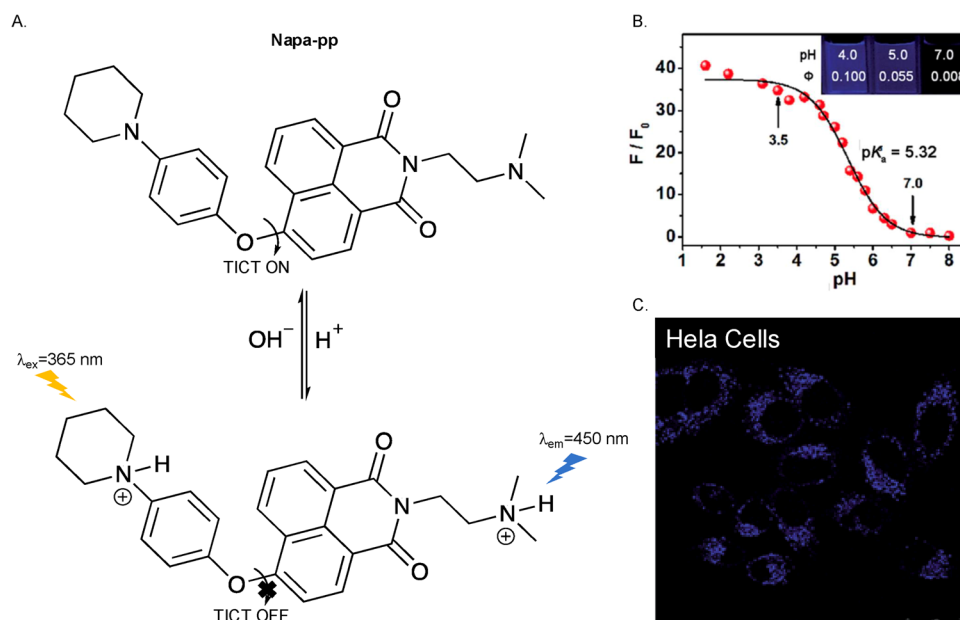 A.
Napa-pp
N
O
N
O
N
O
TICT ON
OH⁻ H⁺
λex=365 nm
N H
⊕
O
N
O
O
TICT OFF
λem=450 nm
N H
⊕
B.
pH 4.0 5.0 7.0
Φ 0.100 0.055 0.008
F / F0
40
30
20
10
0
3.5
pKa = 5.32
7.0
1 2 3 4 5 6 7 8
pH
C.
Hela Cells